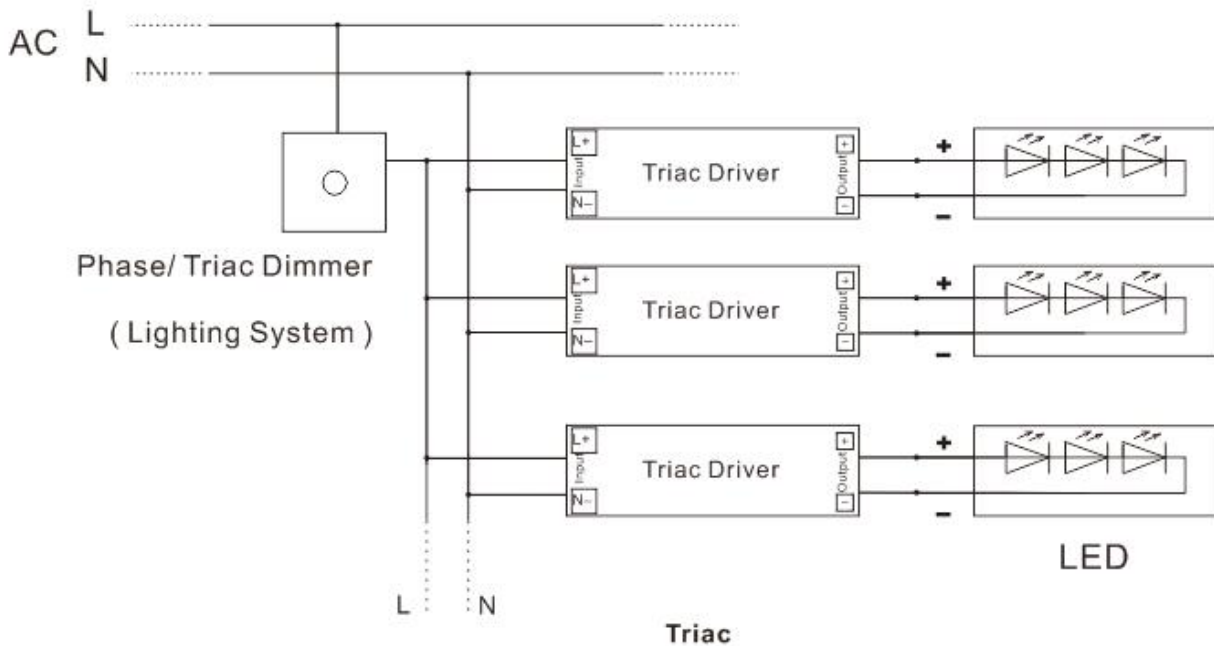 AC
L
N
Phase/ Triac Dimmer
( Lighting System )
L+
Input
N-
Triac Driver
+
Output
-
+
-
L+
Input
N-
Triac Driver
+
Output
-
+
-
L+
Input
N-
Triac Driver
+
Output
-
+
-
LED
L
N
Triac